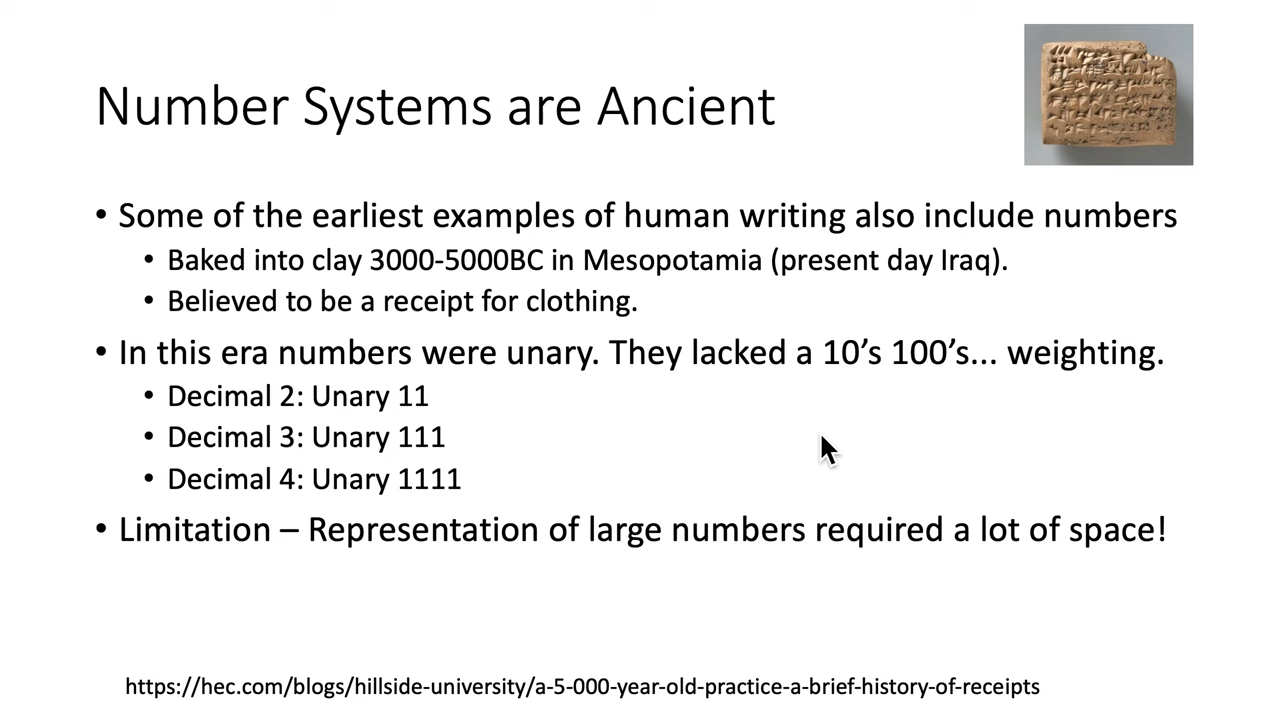 Number Systems are Ancient
• Some of the earliest examples of human writing also include numbers
• Baked into clay 3000-5000BC in Mesopotamia (present day Iraq).
• Believed to be a receipt for clothing.
• In this era numbers were unary. They lacked a 10’s 100’s... weighting.
• Decimal 2: Unary 11
• Decimal 3: Unary 111
• Decimal 4: Unary 1111
• Limitation – Representation of large numbers required a lot of space!
https://hec.com/blogs/hillside-university/a-5-000-year-old-practice-a-brief-history-of-receipts